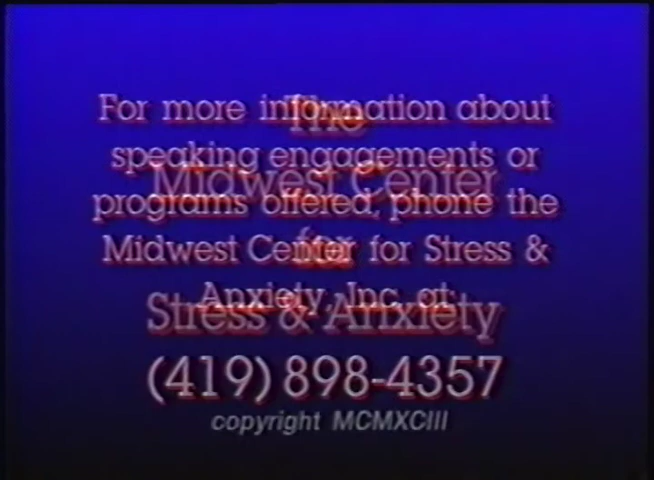 For more information about
speaking engagements or
programs offered, phone the
Midwest Center for Stress &
Anxiety, Inc. at
(419) 898-4357
The
Midwest Center
for
Stress & Anxiety
copyright MCMXCIII